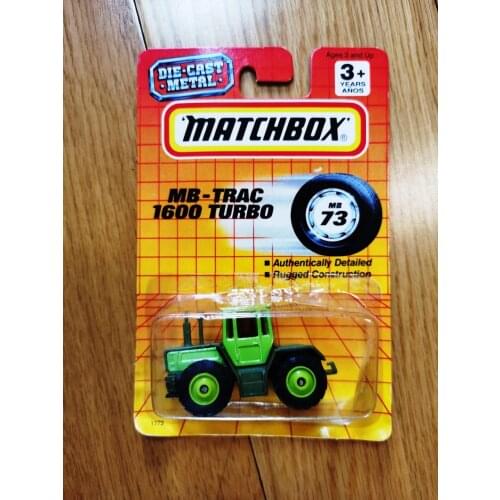 DIE-CAST
METAL
Ages 3 and Up
3+
YEARS
AÑOS
MATCHBOX®
MB-TRAC
1600 TURBO
MB
73
■ Authentically Detailed
■ Rugged Construction